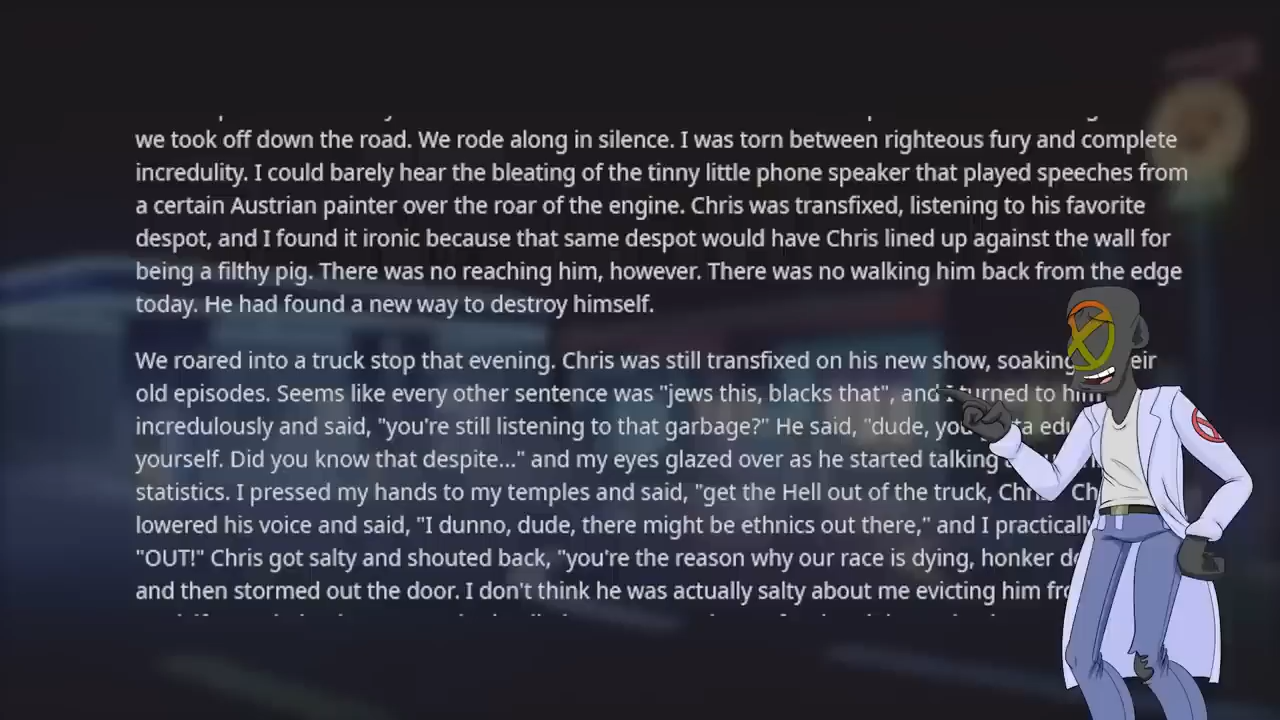 we took off down the road. We rode along in silence. I was torn between righteous fury and complete
incredulity. I could barely hear the bleating of the tinny little phone speaker that played speeches from
a certain Austrian painter over the roar of the engine. Chris was transfixed, listening to his favorite
despot, and I found it ironic because that same despot would have Chris lined up against the wall for
being a filthy pig. There was no reaching him, however. There was no walking him back from the edge
today. He had found a new way to destroy himself.
We roared into a truck stop that evening. Chris was still transfixed on his new show, soaking
old episodes. Seems like every other sentence was "jews this, blacks that", and I turned to him
incredulously and said, "you're still listening to that garbage?" He said, "dude,
yourself. Did you know that despite..." and my eyes glazed over as he started talking
statistics. I pressed my hands to my temples and said, "get the Hell out of the truck,
lowered his voice and said, "I dunno, dude, there might be ethnics out there," and I practically
"OUT!" Chris got salty and shouted back, "you're the reason why our race is dying, honker
and then stormed out the door. I don't think he was actually salty about me evicting him